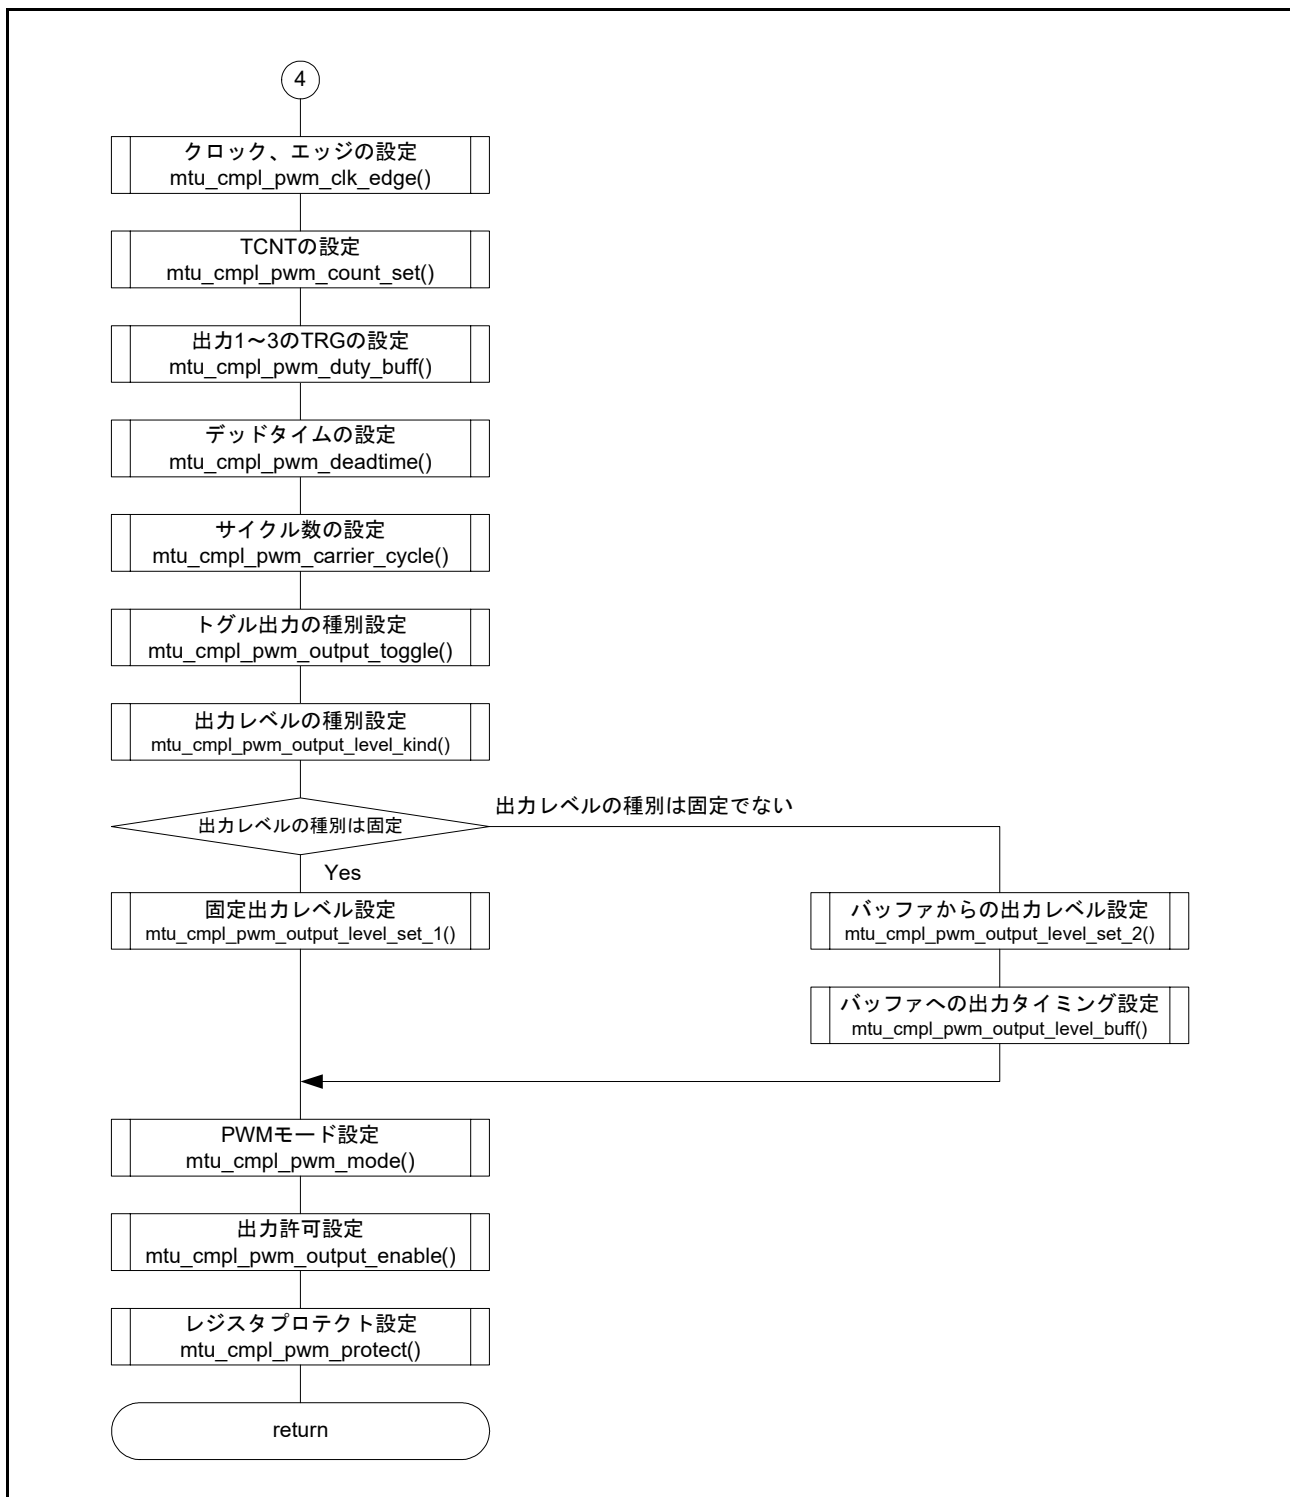 4
クロック、エッジの設定
mtu_cmpl_pwm_clk_edge()
TCNTの設定
mtu_cmpl_pwm_count_set()
出力1～3のTRGの設定
mtu_cmpl_pwm_duty_buff()
デッドタイムの設定
mtu_cmpl_pwm_deadtime()
サイクル数の設定
mtu_cmpl_pwm_carrier_cycle()
トグル出力の種別設定
mtu_cmpl_pwm_output_toggle()
出力レベルの種別設定
mtu_cmpl_pwm_output_level_kind()
出力レベルの種別は固定でない
出力レベルの種別は固定
Yes
固定出力レベル設定
mtu_cmpl_pwm_output_level_set_1()
バッファからの出力レベル設定
mtu_cmpl_pwm_output_level_set_2()
バッファへの出力タイミング設定
mtu_cmpl_pwm_output_level_buff()
PWMモード設定
mtu_cmpl_pwm_mode()
出力許可設定
mtu_cmpl_pwm_output_enable()
レジスタプロテクト設定
mtu_cmpl_pwm_protect()
return